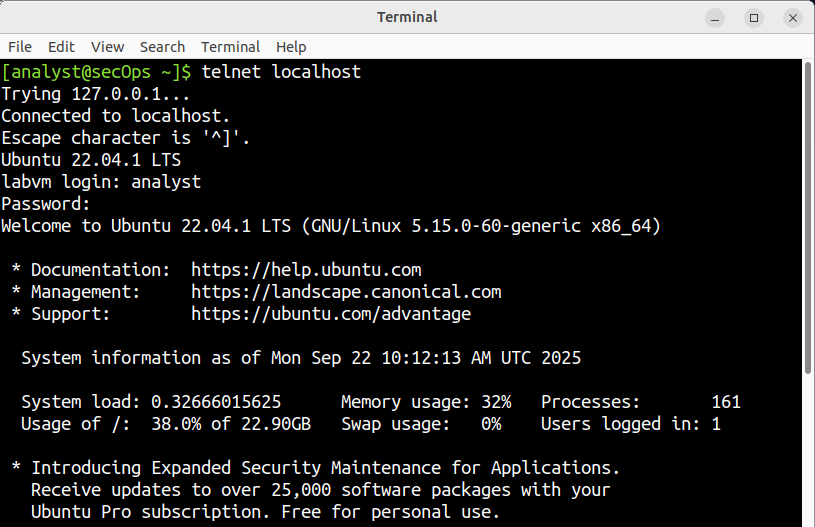 Terminal
File Edit View Search Terminal Help
[analyst@secOps ~]$ telnet localhost
Trying 127.0.0.1...
Connected to localhost.
Escape character is '^]'.
Ubuntu 22.04.1 LTS
labvm login: analyst
Password:
Welcome to Ubuntu 22.04.1 LTS (GNU/Linux 5.15.0-60-generic x86_64)
* Documentation:  https://help.ubuntu.com
* Management:     https://landscape.canonical.com
* Support:        https://ubuntu.com/advantage
System information as of Mon Sep 22 10:12:13 AM UTC 2025
System load: 0.32666015625      Memory usage: 32%   Processes:       161
Usage of /:  38.0% of 22.90GB   Swap usage:   0%    Users logged in: 1
* Introducing Expanded Security Maintenance for Applications.
Receive updates to over 25,000 software packages with your
Ubuntu Pro subscription. Free for personal use.